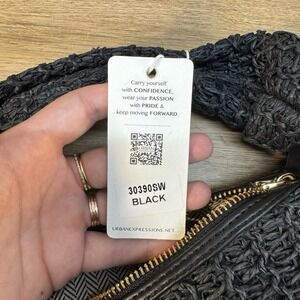 Carry yourself
with CONFIDENCE,
wear your PASSION
with PRIDE &
keep moving FORWARD.
30390SW
BLACK
URBANEXPRESSIONS.NET